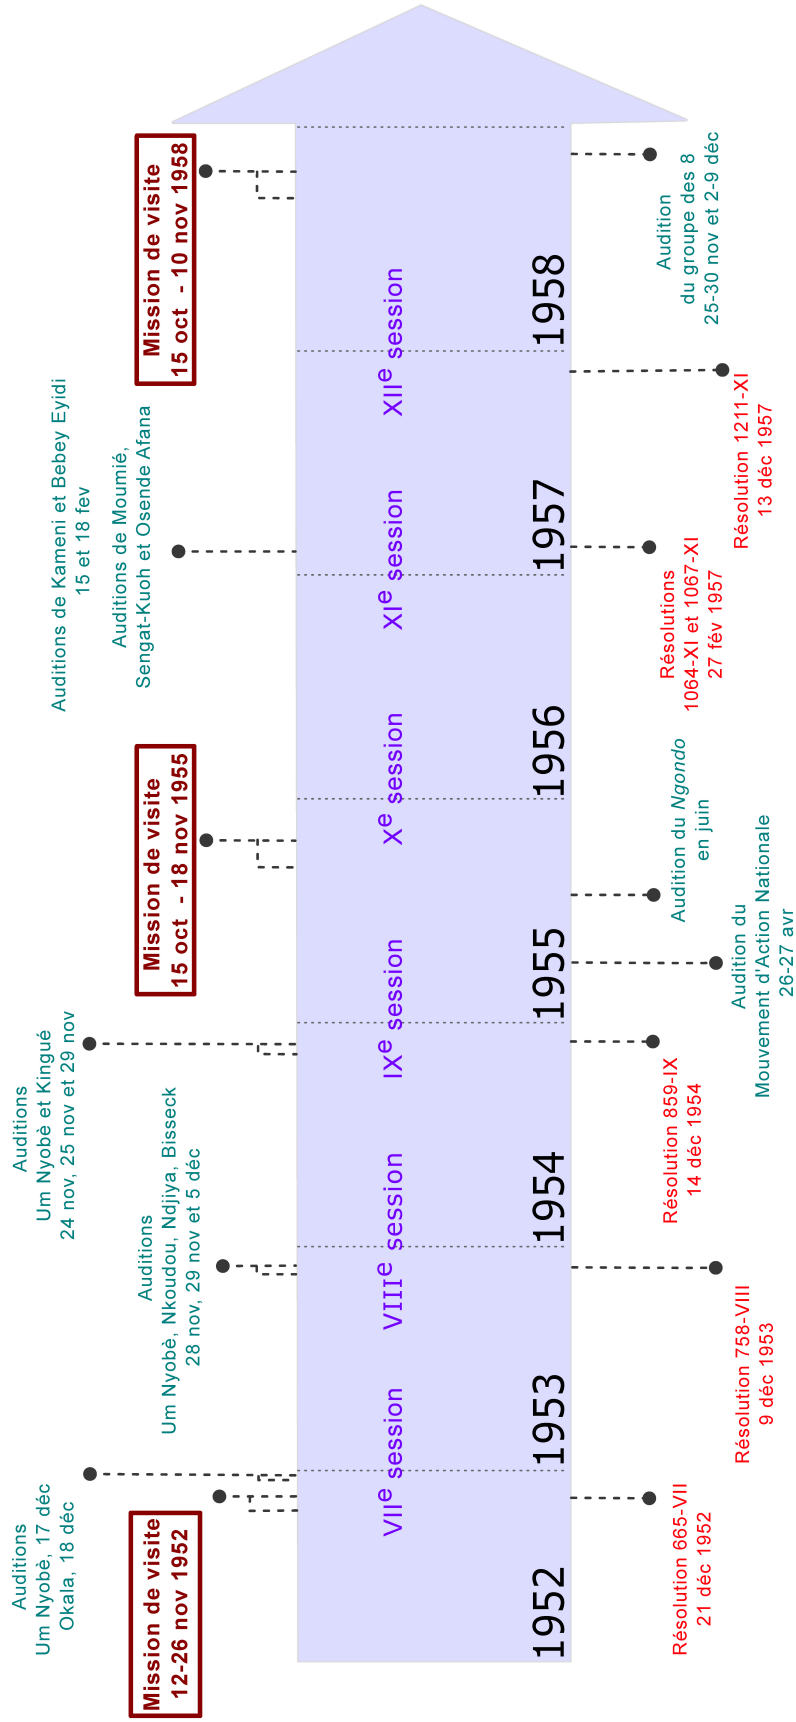 Auditions
Um Nyobè, 17 déc
Okala, 18 déc
Mission de visite
12-26 nov 1952
VIIe session
1952
Résolution 665-VII
21 déc 1952
Auditions
Um Nyobè, Nkoudou, Ndjiya, Bisseck
28 nov, 29 nov et 5 déc
VIIIe session
1953
Résolution 758-VIII
9 déc 1953
Auditions
Um Nyobè et Kingué
24 nov, 25 nov et 29 nov
IXe session
1954
Résolution 859-IX
14 déc 1954
Mission de visite
15 oct - 18 nov 1955
Xe session
1955
Audition du Ngondo
en juin
Audition du
Mouvement d'Action Nationale
26-27 avr
Auditions de Kameni et Bebey Eyidi
15 et 18 fev
Auditions de Moumié,
Sengat-Kuoh et Osende Afana
XIe session
1956
Résolutions
1064-XI et 1067-XI
27 fév 1957
XIIe session
1957
Résolution 1211-XI
13 déc 1957
Mission de visite
15 oct - 10 nov 1958
1958
Audition
du groupe des 8
25-30 nov et 2-9 déc